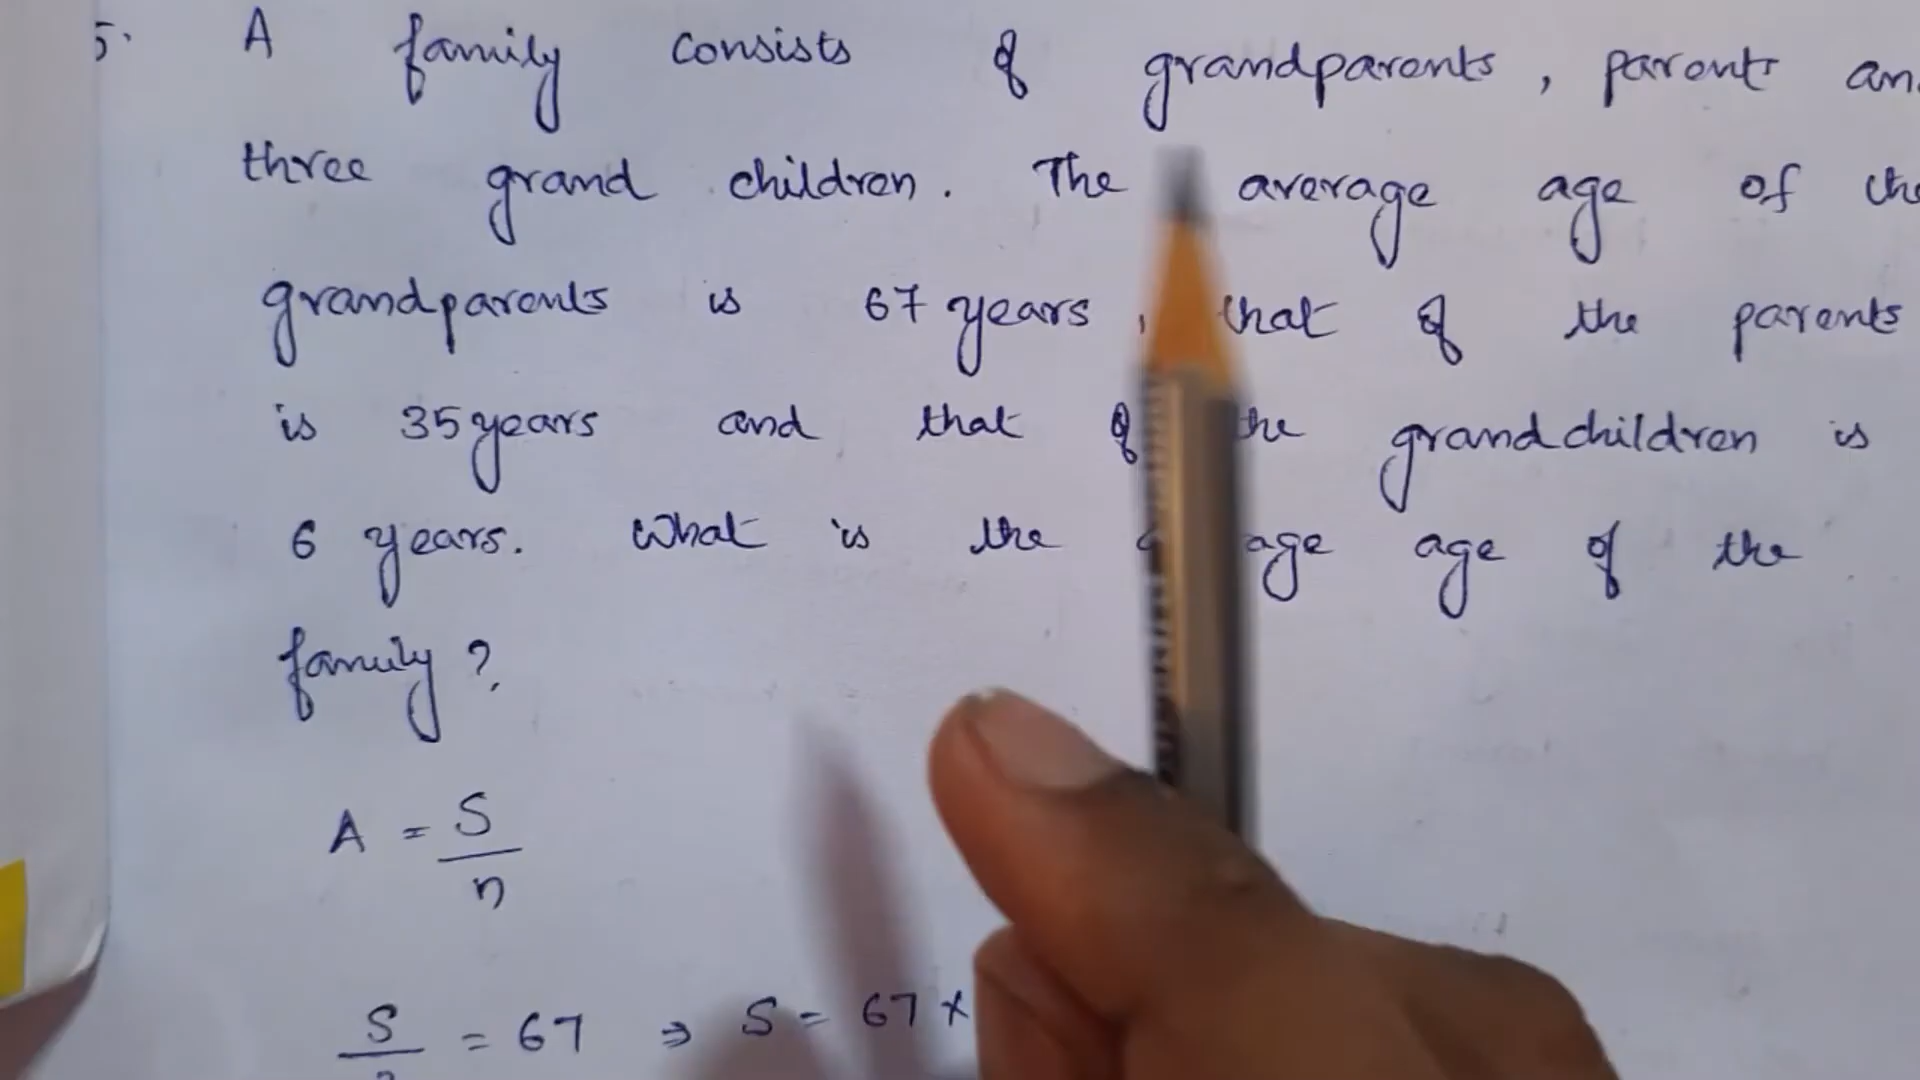 5. A family consists of grandparents, parents
three grand children. The average age of
grandparents is 67 years, that of the parents
is 35 years and that of the grandchildren is
6 years. What is the age of the
family?
A = S
n
S = 67 ⇒ S = 67 ×